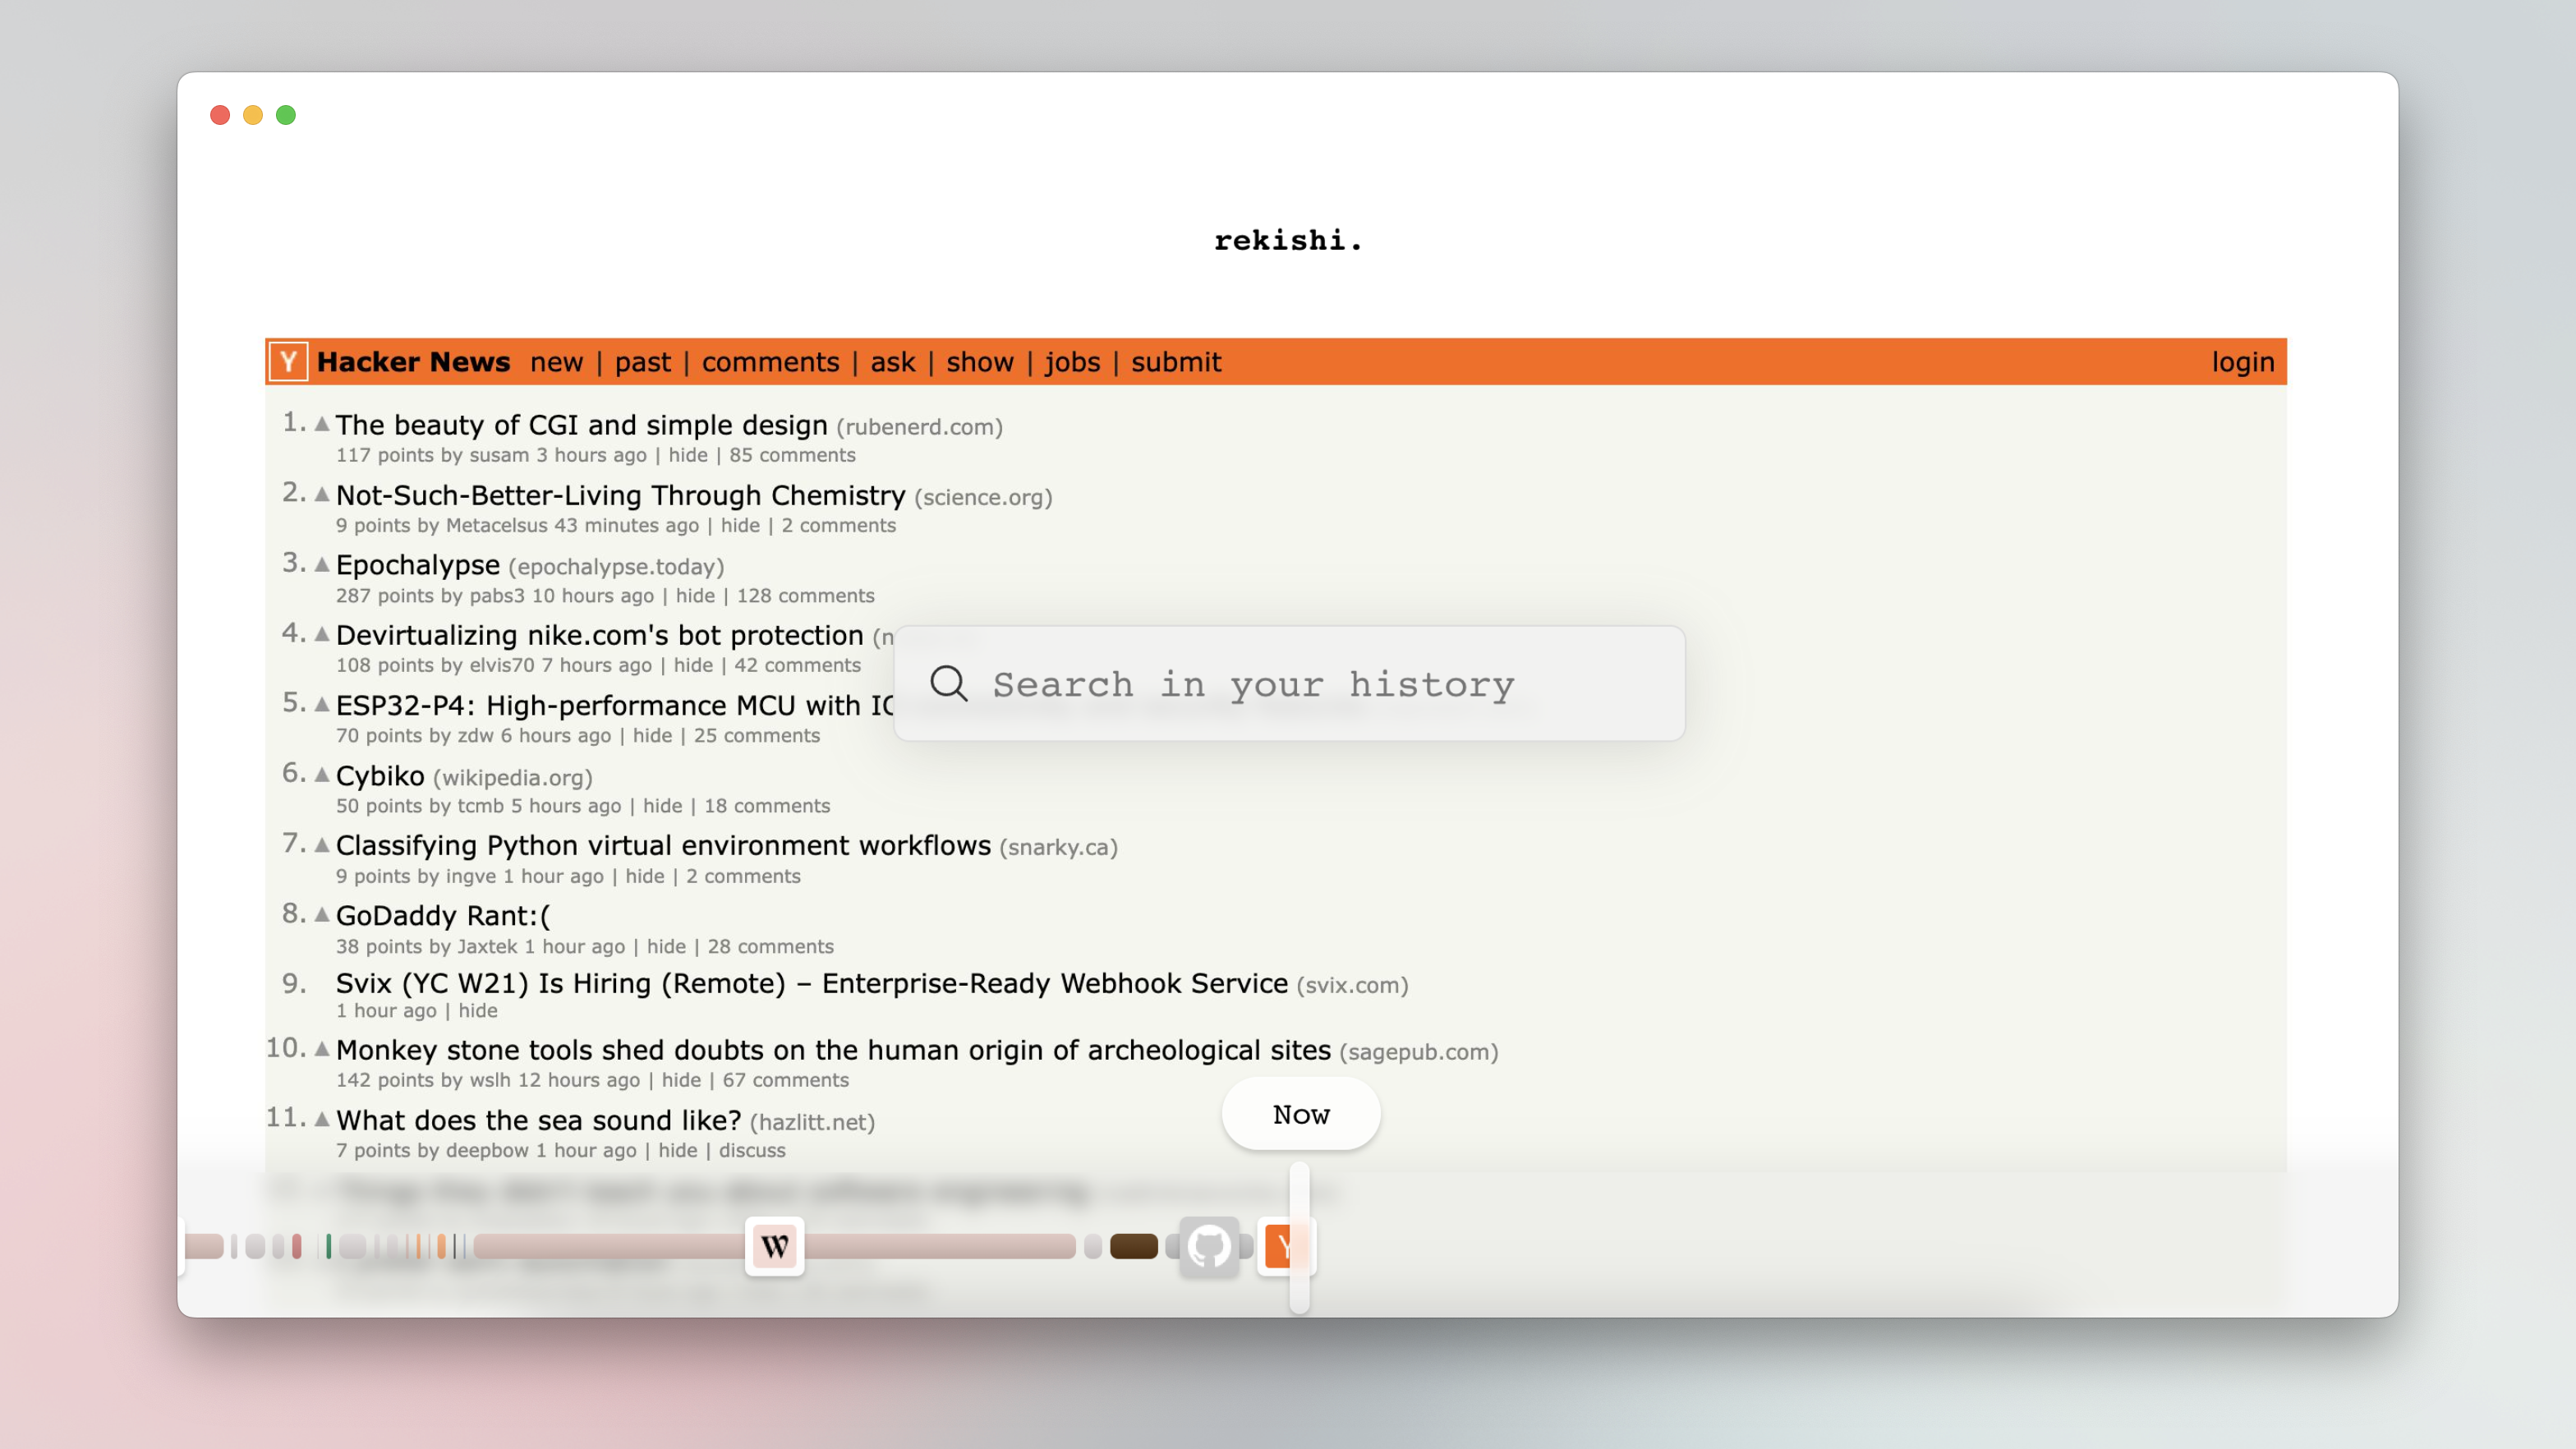 rekishi.
Y Hacker News new | past | comments | ask | show | jobs | submit login
1. ▲ The beauty of CGI and simple design (rubenerd.com)
117 points by susam 3 hours ago | hide | 85 comments
2. ▲ Not-Such-Better-Living Through Chemistry (science.org)
9 points by Metacelsus 43 minutes ago | hide | 2 comments
3. ▲ Epochalypse (epochalypse.today)
287 points by pabs3 10 hours ago | hide | 128 comments
4. ▲ Devirtualizing nike.com's bot protection
108 points by elvis70 7 hours ago | hide | 42 comments
Search in your history
5. ▲ ESP32-P4: High-performance MCU with
70 points by zdw 6 hours ago | hide | 25 comments
6. ▲ Cybiko (wikipedia.org)
50 points by tcmb 5 hours ago | hide | 18 comments
7. ▲ Classifying Python virtual environment workflows (snarky.ca)
9 points by ingve 1 hour ago | hide | 2 comments
8. ▲ GoDaddy Rant:(
38 points by Jaxtek 1 hour ago | hide | 28 comments
9. Svix (YC W21) Is Hiring (Remote) – Enterprise-Ready Webhook Service (svix.com)
1 hour ago | hide
10. ▲ Monkey stone tools shed doubts on the human origin of archeological sites (sagepub.com)
142 points by wslh 12 hours ago | hide | 67 comments
Now
11. ▲ What does the sea sound like? (hazlitt.net)
7 points by deepbow 1 hour ago | hide | discuss
W
Y